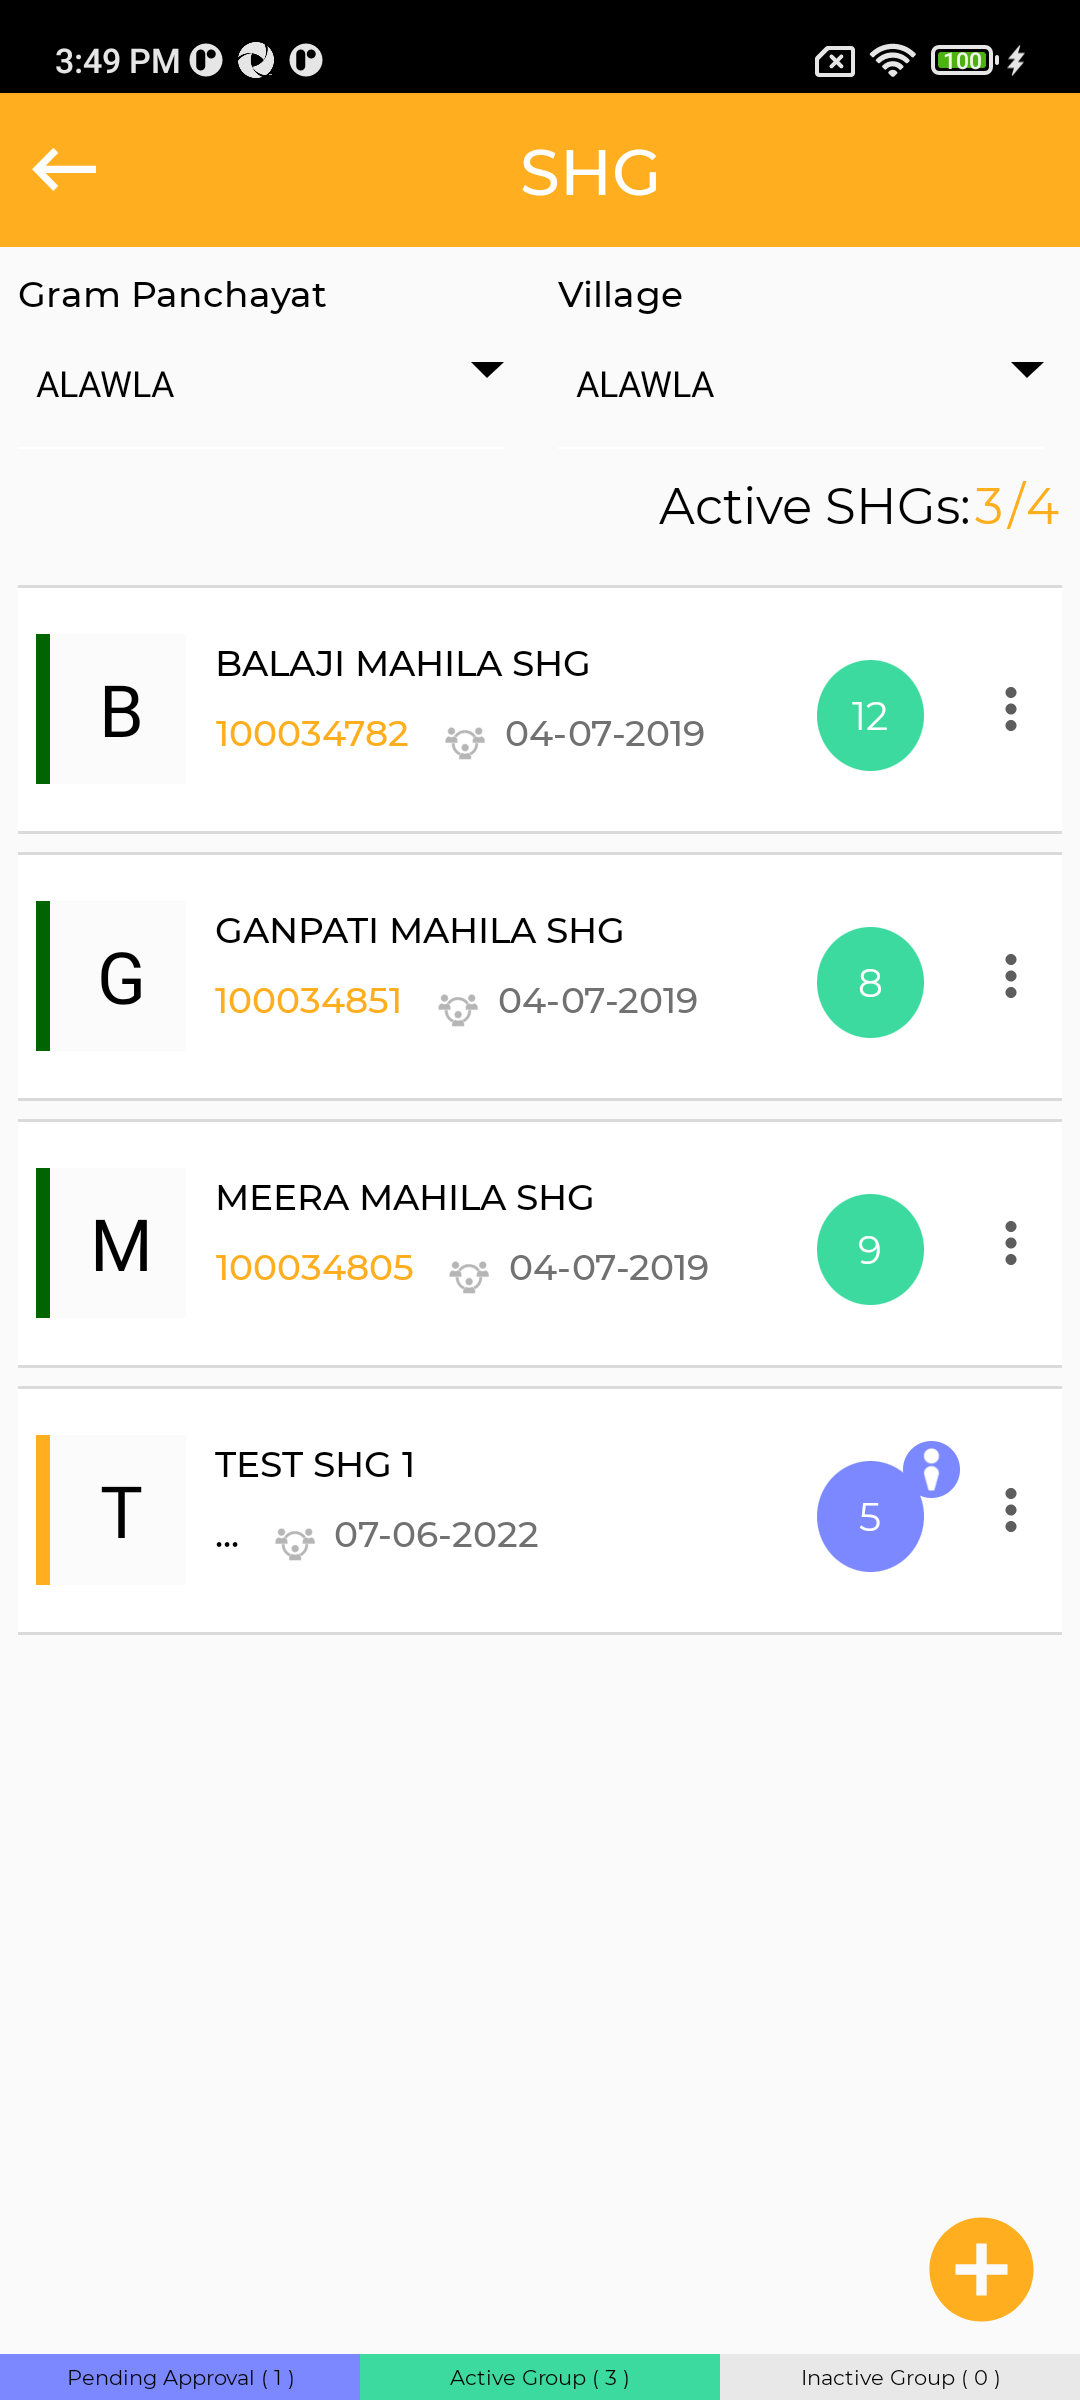 3:49 PM
100
SHG
Gram Panchayat Village
ALAWLA ALAWLA
Active SHGs: 3/4
B
BALAJI MAHILA SHG
100034782 04-07-2019
12
G
GANPATI MAHILA SHG
100034851 04-07-2019
8
M
MEERA MAHILA SHG
100034805 04-07-2019
9
T
TEST SHG 1
... 07-06-2022
5
Pending Approval ( 1 ) Active Group ( 3 ) Inactive Group ( 0 )